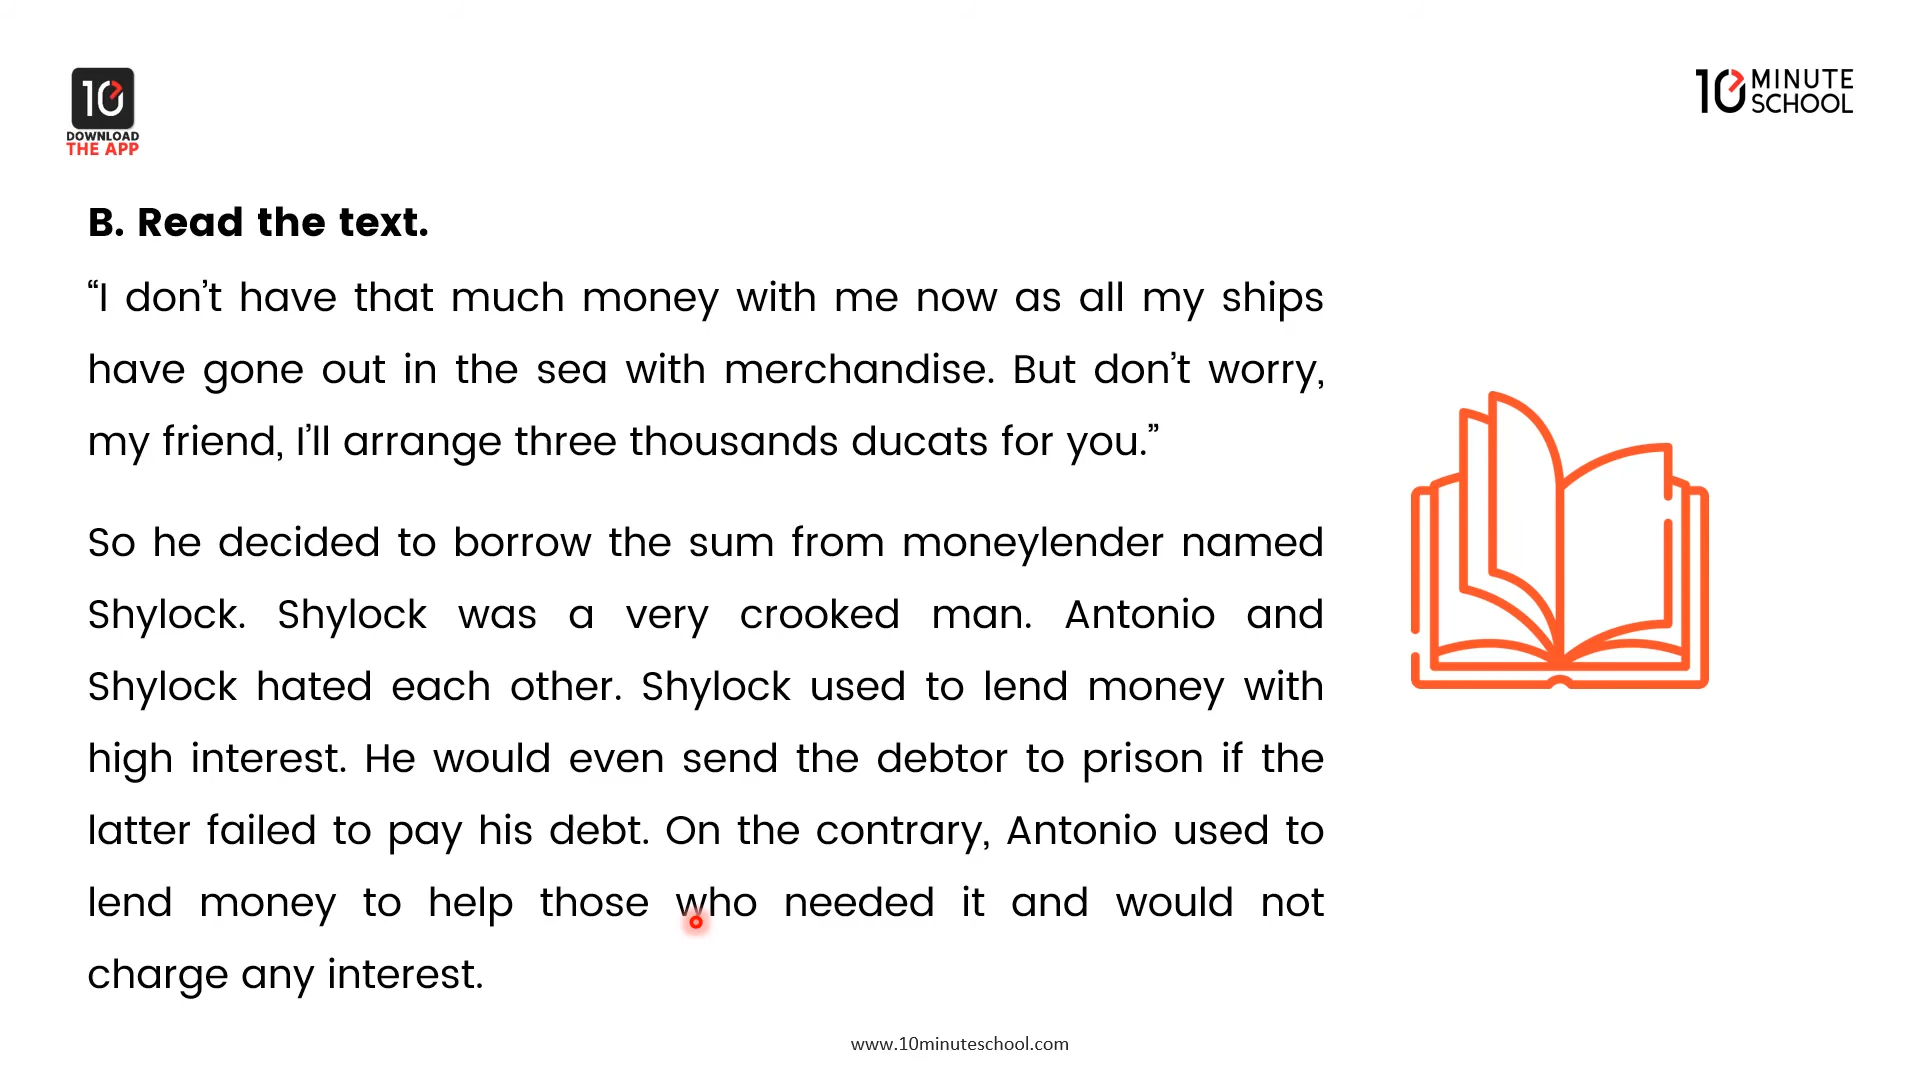 10
DOWNLOAD
THE APP
10 MINUTE
SCHOOL
B. Read the text.
“I don’t have that much money with me now as all my ships
have gone out in the sea with merchandise. But don’t worry,
my friend, I’ll arrange three thousands ducats for you.”
So he decided to borrow the sum from moneylender named
Shylock. Shylock was a very crooked man. Antonio and
Shylock hated each other. Shylock used to lend money with
high interest. He would even send the debtor to prison if the
latter failed to pay his debt. On the contrary, Antonio used to
lend money to help those who needed it and would not
charge any interest.
www.10minuteschool.com